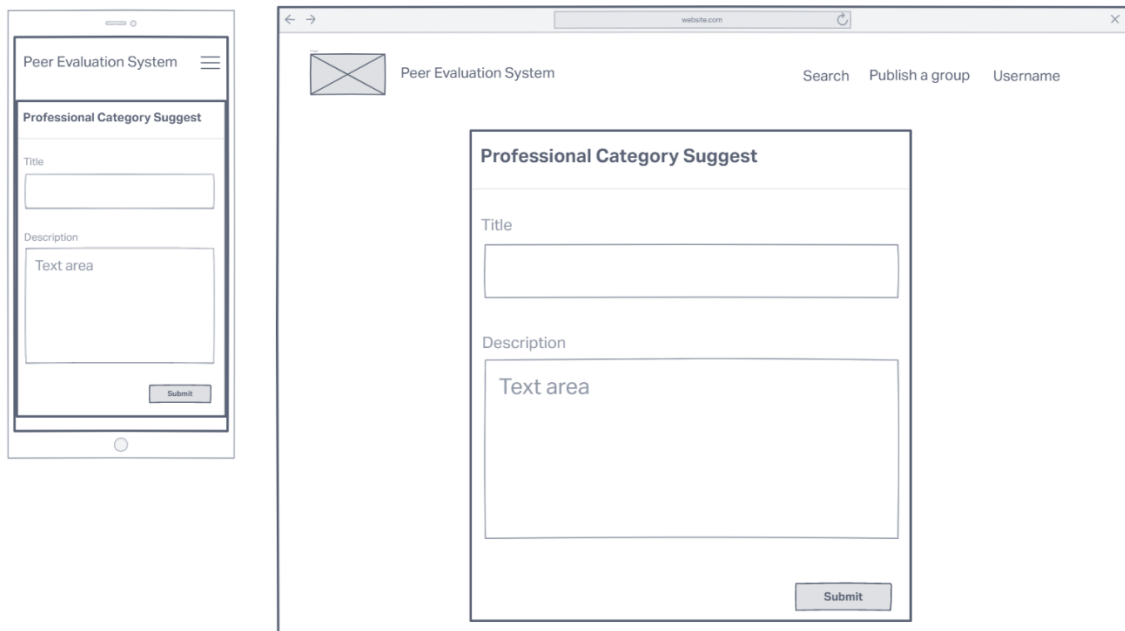 Peer Evaluation System
Professional Category Suggest
Title
Description
Text area
Submit
website.com
Peer Evaluation System
Search Publish a group Username
Professional Category Suggest
Title
Description
Text area
Submit